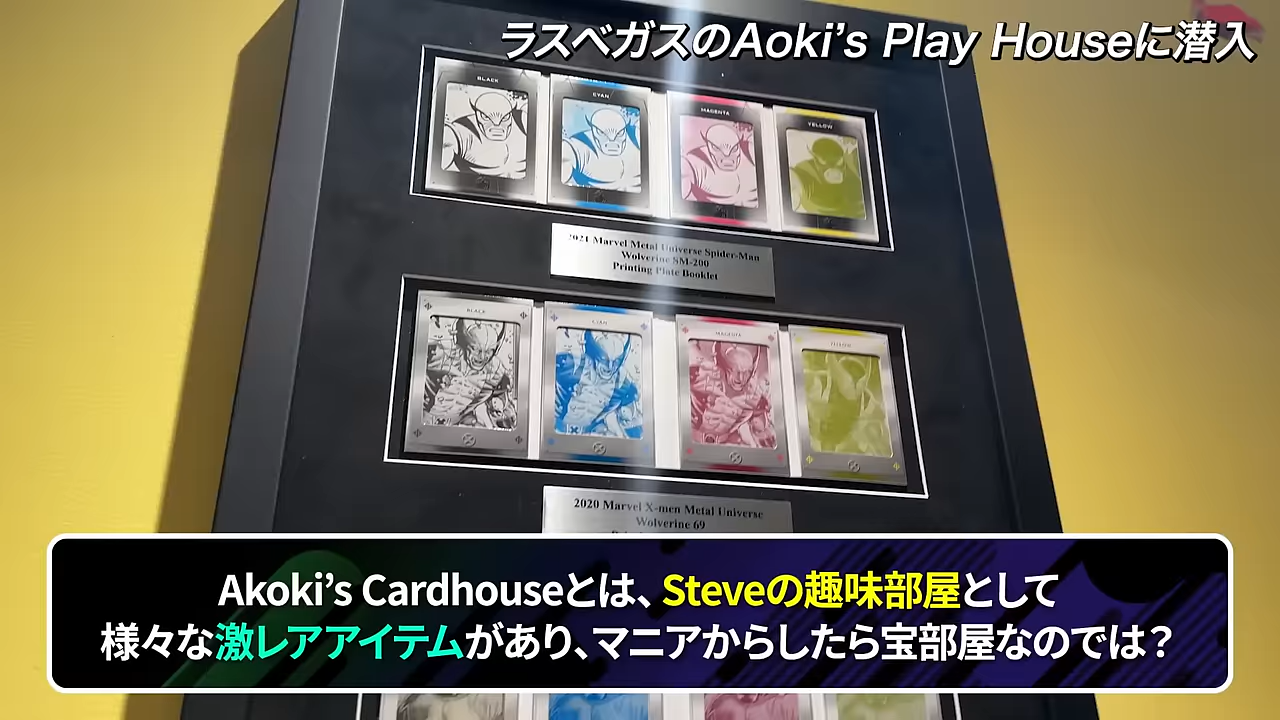 ラスベガスのAoki's Play Houseに潜入
BLACK
CYAN
MAGENTA
YELLOW
2021 Marvel Metal Universe Spider-Man
Wolverine SM-200
Printing Plate Booklet
BLACK
CYAN
MAGENTA
YELLOW
2020 Marvel X-men Metal Universe
Wolverine 69
Akoki's Cardhouseとは、Steveの趣味部屋として
様々な激レアアイテムがあり、マニアからしたら宝部屋なのでは？